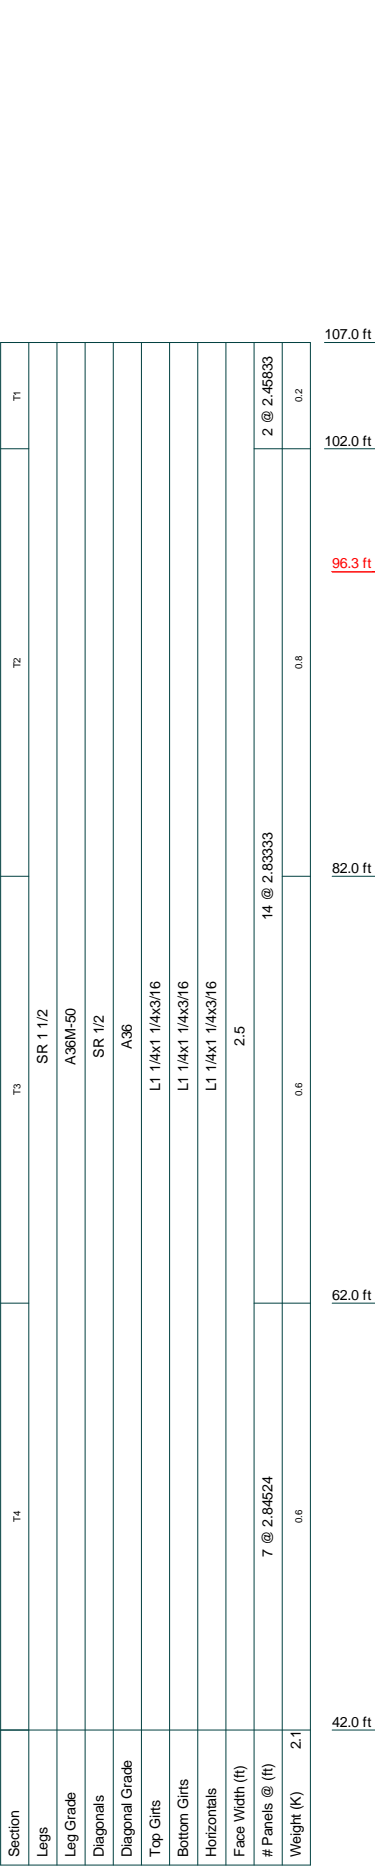 Section T4 T3 T2 T1
Legs SR 1 1/2
Leg Grade A36M-50
Diagonals SR 1/2
Diagonal Grade A36
Top Girts L1 1/4x1 1/4x3/16
Bottom Girts L1 1/4x1 1/4x3/16
Horizontals L1 1/4x1 1/4x3/16
Face Width (ft) 2.5
# Panels @ (ft) 7 @ 2.84524 14 @ 2.83333 2 @ 2.45833
Weight (K) 2.1 0.6 0.6 0.8 0.2
107.0 ft
102.0 ft
96.3 ft
82.0 ft
62.0 ft
42.0 ft